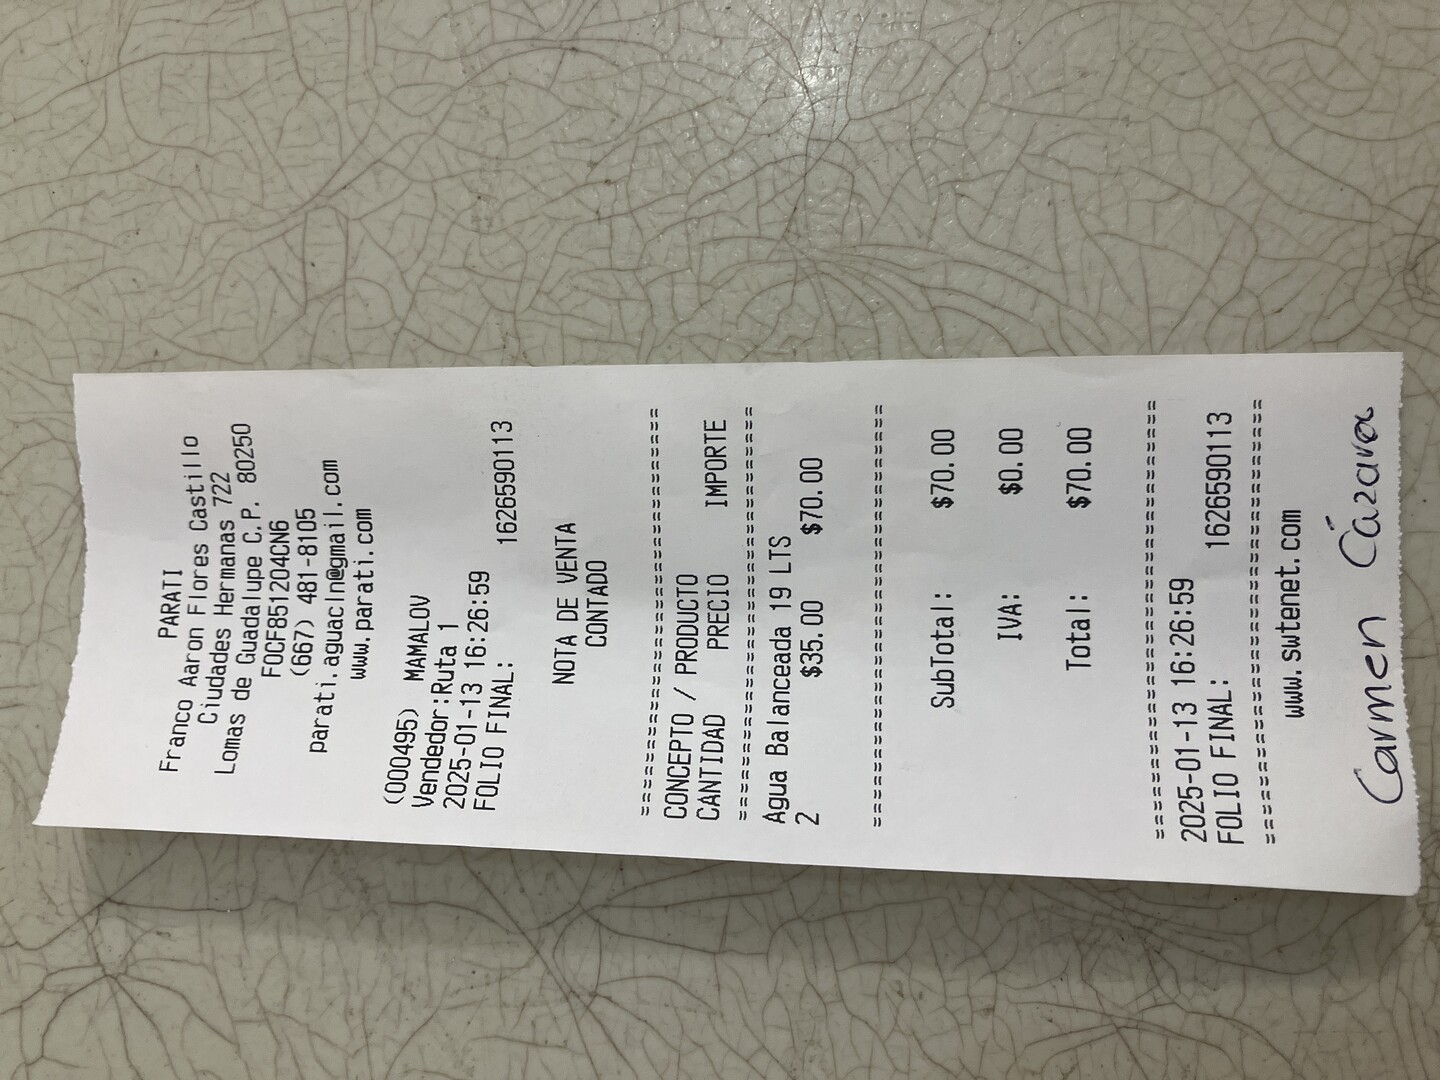 PARATI
Franco Aaron Flores Castillo
Ciudades Hermanas 722
Lomas de Guadalupe C.P. 80250
FOCF851204CN6
(667) 481-8105
parati.aguacln@gmail.com
www.parati.com
(000495) MAMALOV
Vendedor:Ruta 1
2025-01-13 16:26:59
FOLIO FINAL: 1626590113
NOTA DE VENTA
CONTADO
==============================
CONCEPTO / PRODUCTO
CANTIDAD PRECIO IMPORTE
==============================
Agua Balanceada 19 LTS
2 $35.00 $70.00
==============================
SubTotal: $70.00
IVA: $0.00
Total: $70.00
==============================
2025-01-13 16:26:59
FOLIO FINAL: 1626590113
==============================
www.swtenet.com
Carmen Cázarez